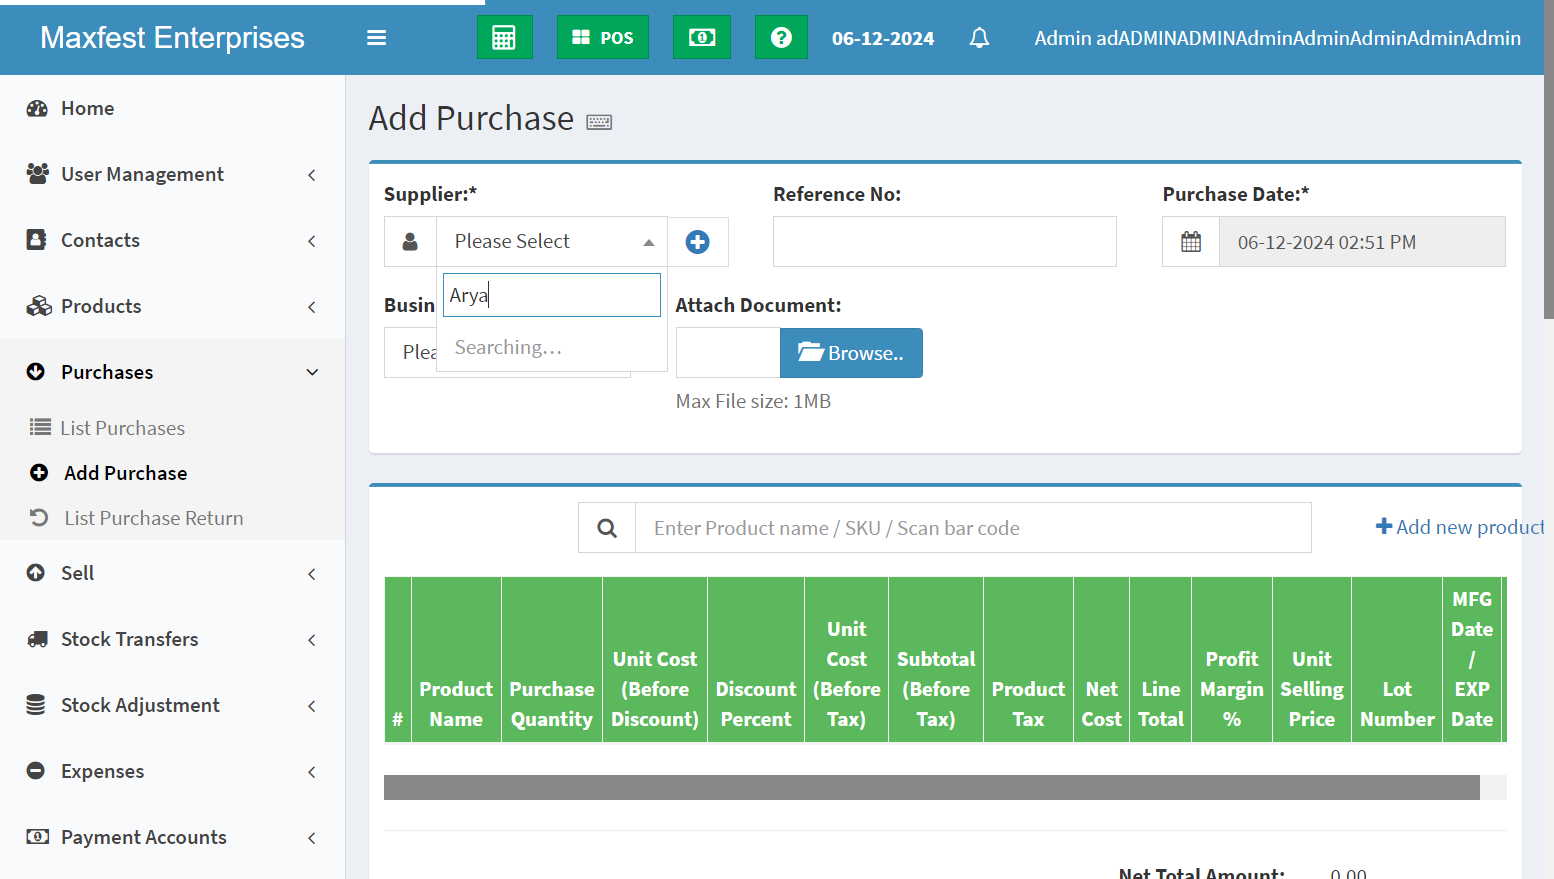 Maxfest Enterprises
POS
06-12-2024
Admin adADMINADMINAdminAdminAdminAdminAdmin
Home
User Management
Contacts
Products
Purchases
List Purchases
Add Purchase
List Purchase Return
Sell
Stock Transfers
Stock Adjustment
Expenses
Payment Accounts
Add Purchase
Supplier:*
Reference No:
Purchase Date:*
Please Select
06-12-2024 02:51 PM
Arya
Searching…
Busin
Attach Document:
Plea
Browse..
Max File size: 1MB
Enter Product name / SKU / Scan bar code
Add new product
#
Product
Name
Purchase
Quantity
Unit Cost
(Before
Discount)
Discount
Percent
Unit
Cost
(Before
Tax)
Subtotal
(Before
Tax)
Product
Tax
Net
Cost
Line
Total
Profit
Margin
%
Unit
Selling
Price
Lot
Number
MFG
Date
/
EXP
Date
Net Total Amount: 0.00